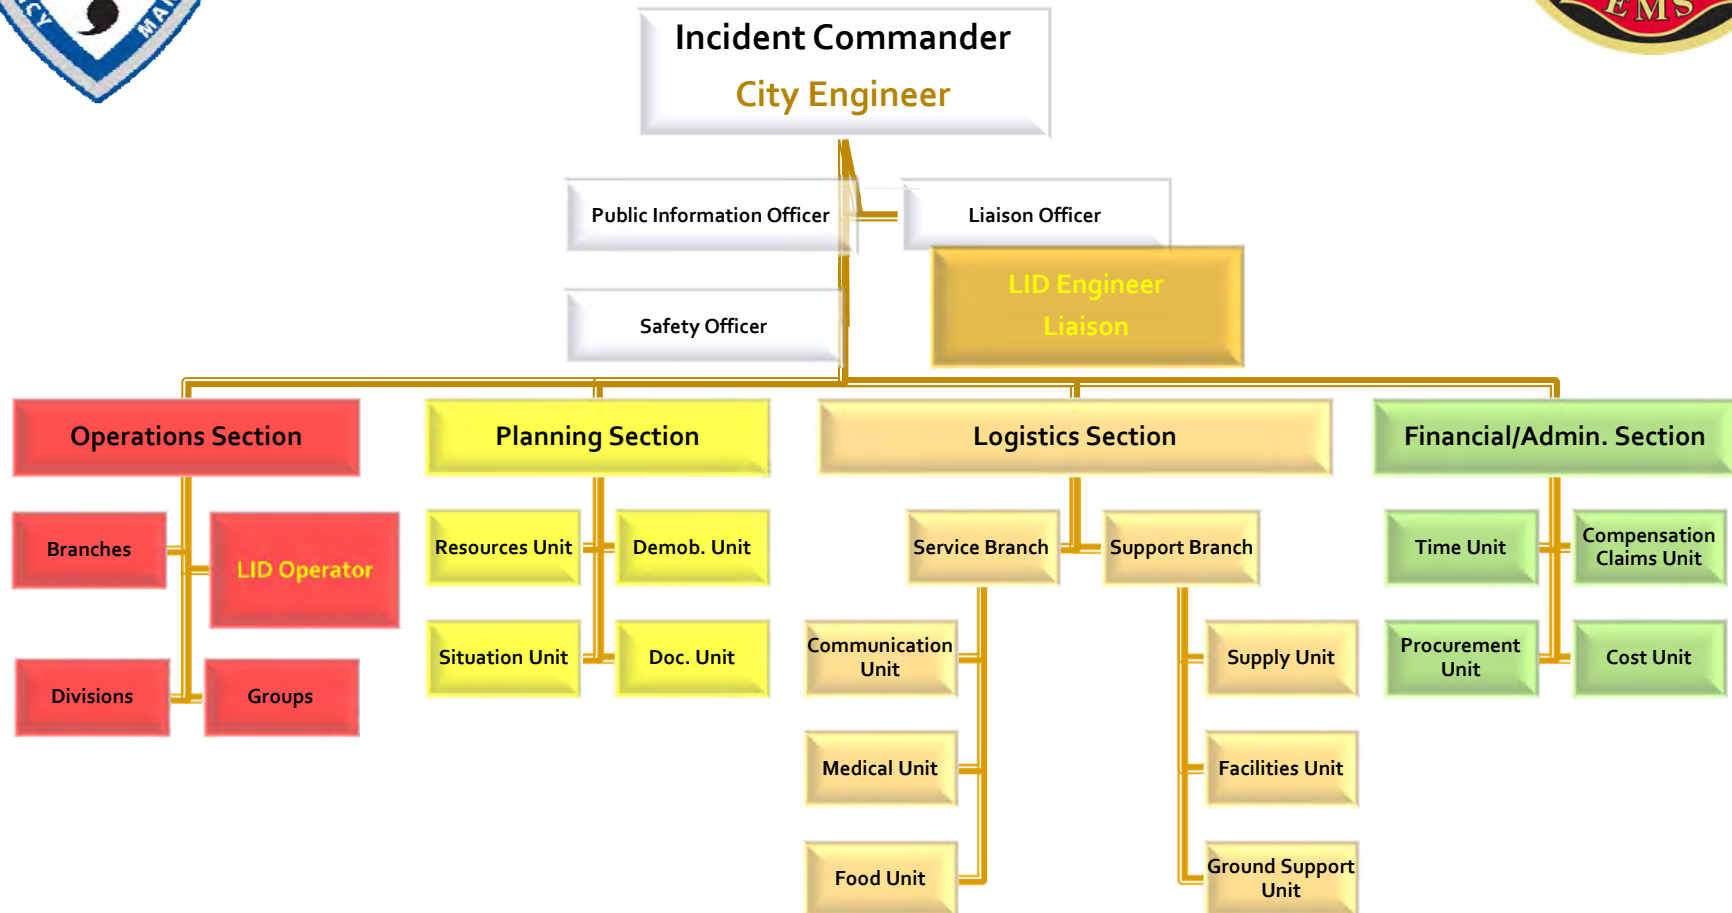 CY
MAN
EMS
Incident Commander
City Engineer
Public Information Officer
Liaison Officer
LID Engineer
Liaison
Safety Officer
Operations Section
Planning Section
Logistics Section
Financial/Admin. Section
Branches
LID Operator
Resources Unit
Demob. Unit
Service Branch
Support Branch
Time Unit
Compensation
Claims Unit
Divisions
Groups
Situation Unit
Doc. Unit
Communication
Unit
Supply Unit
Procurement
Unit
Cost Unit
Medical Unit
Facilities Unit
Food Unit
Ground Support
Unit